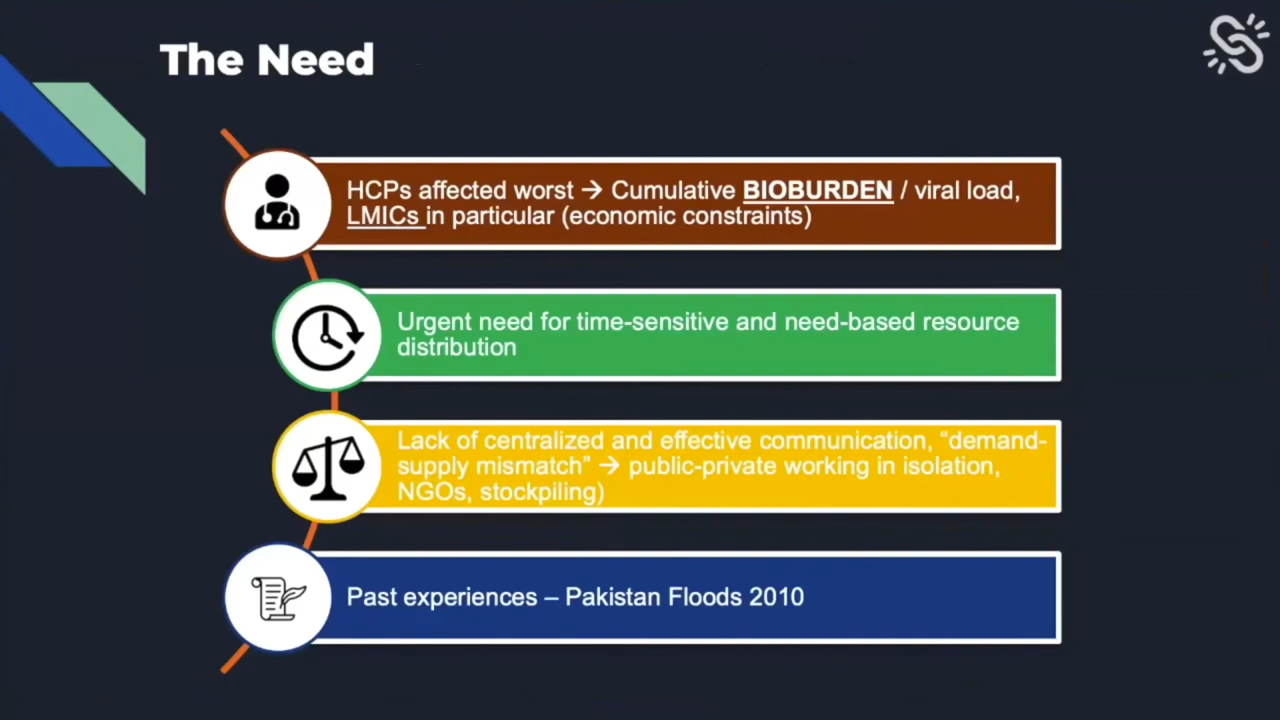 The Need
HCPs affected worst → Cumulative BIOBURDEN / viral load,
LMICs in particular (economic constraints)
Urgent need for time-sensitive and need-based resource
distribution
Lack of centralized and effective communication, “demand-
supply mismatch” → public-private working in isolation,
NGOs, stockpiling)
Past experiences – Pakistan Floods 2010